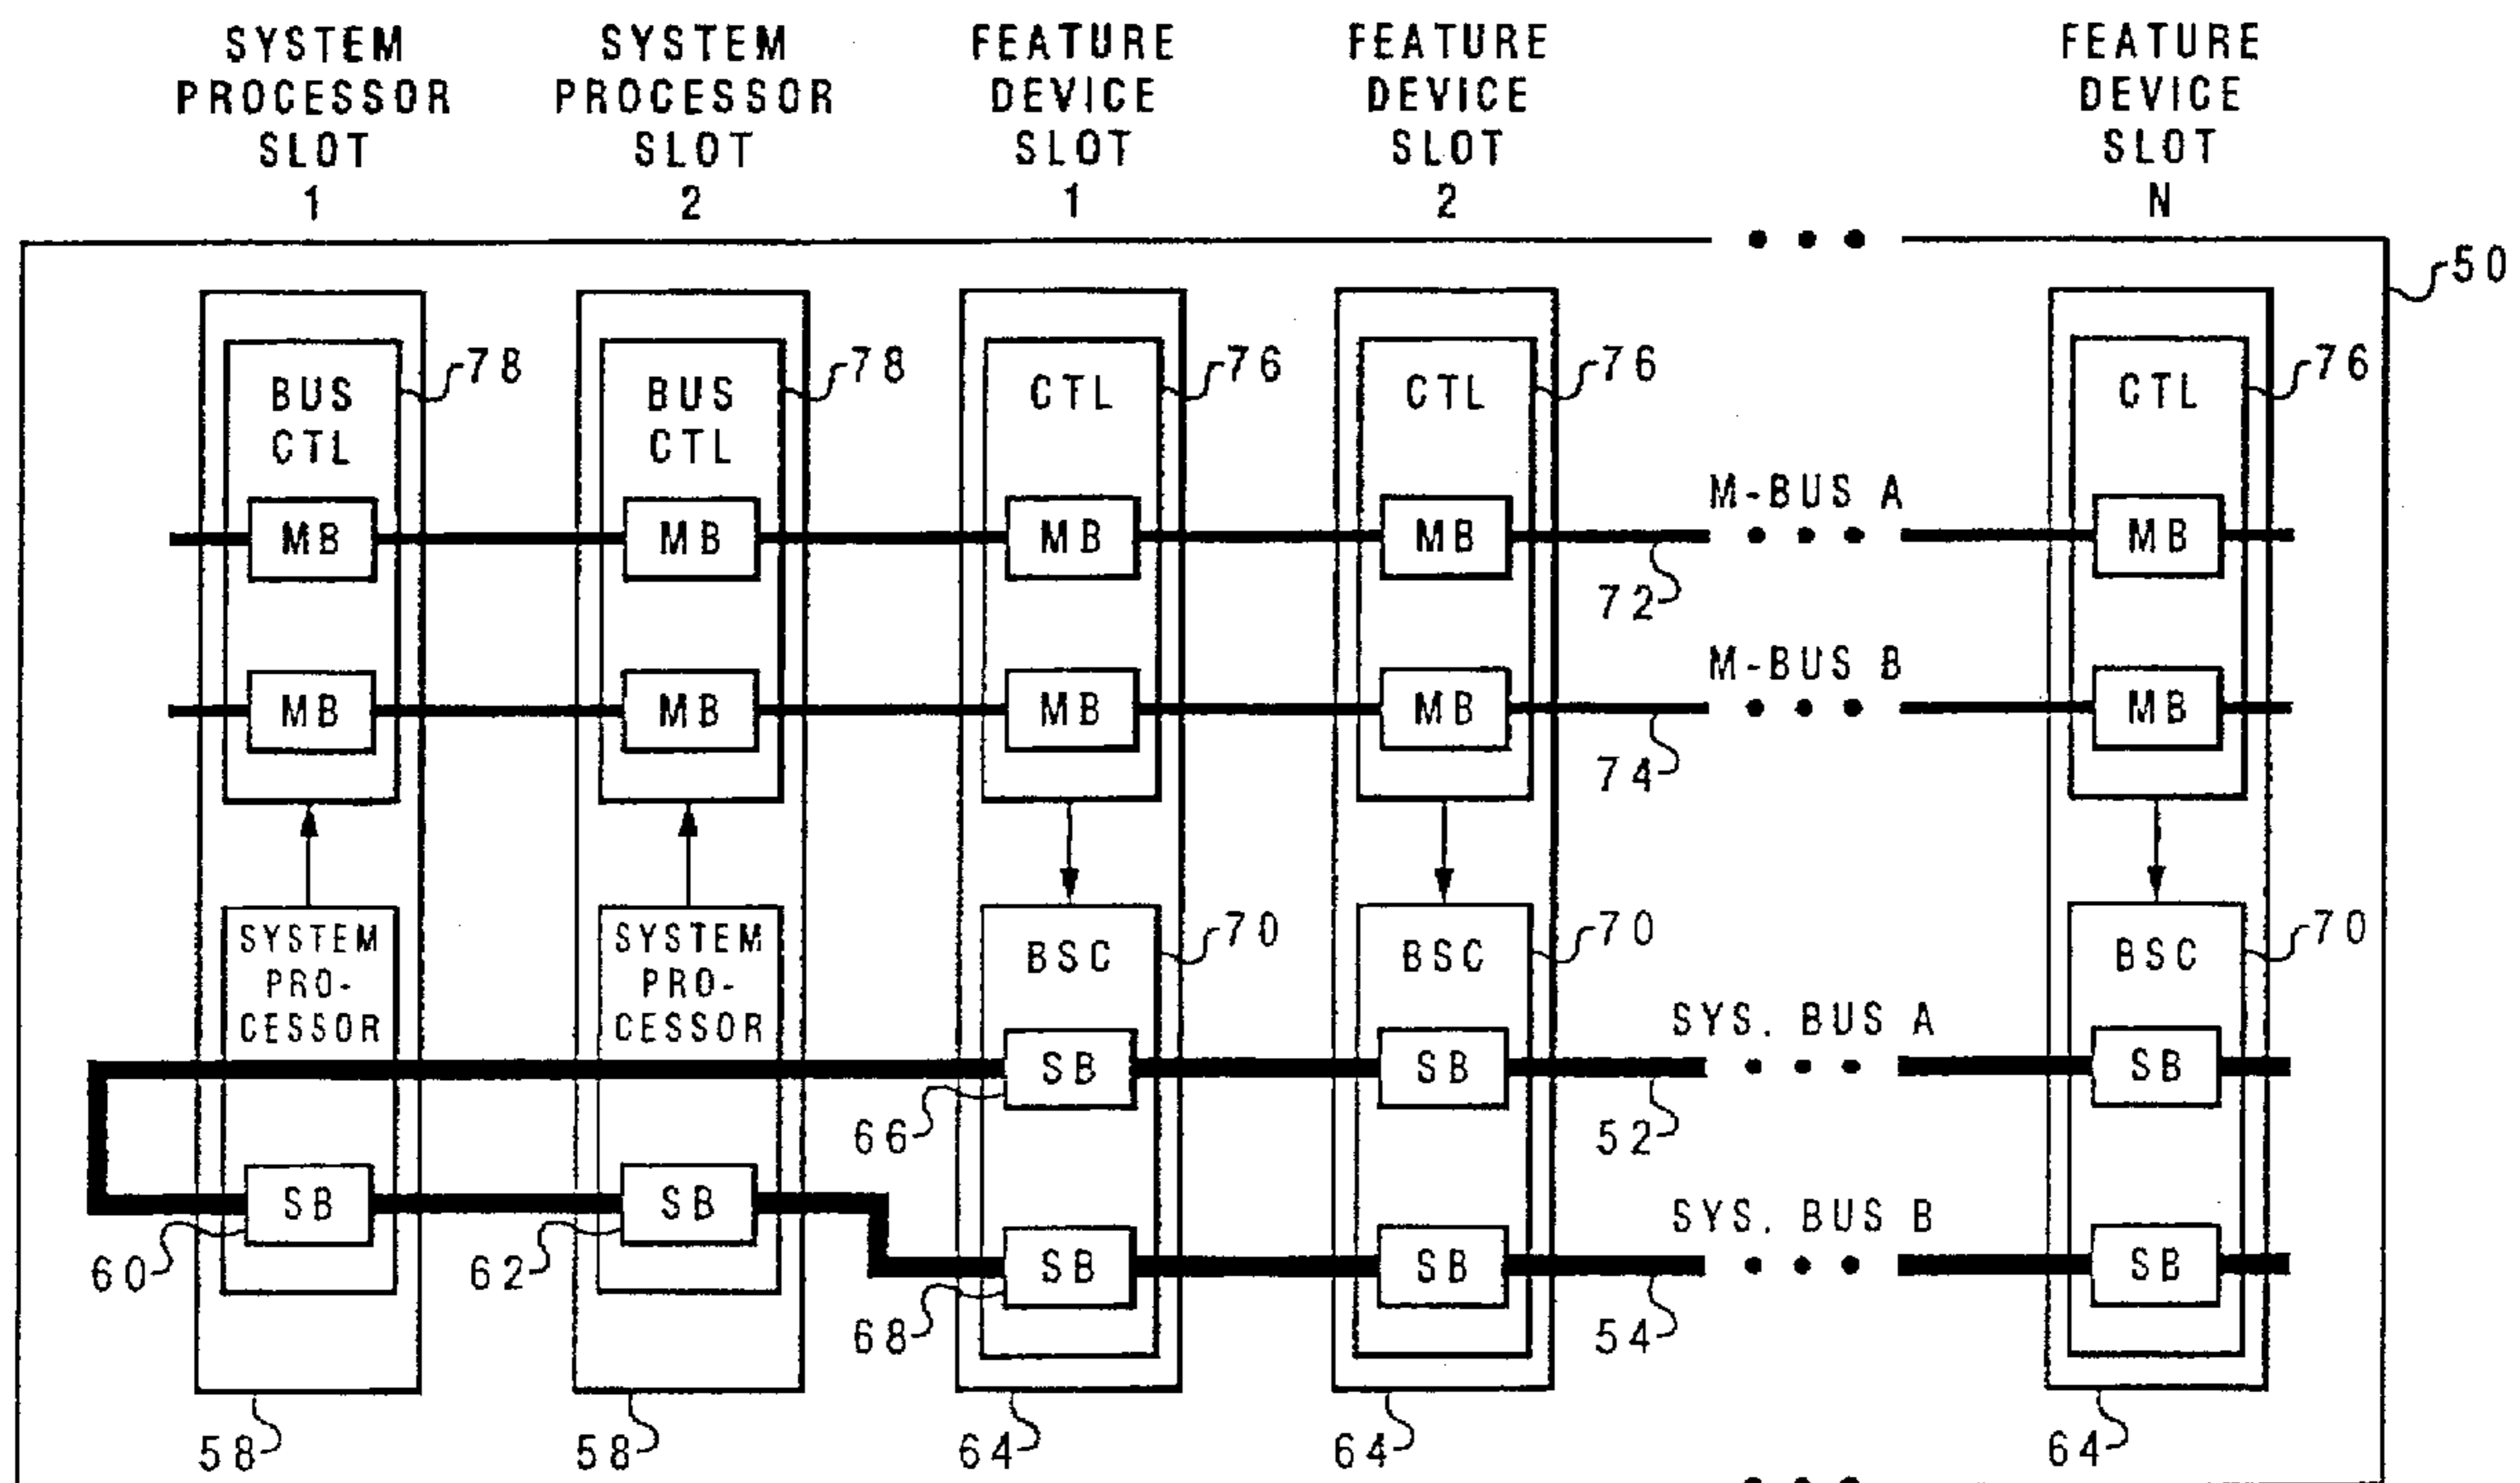 SYSTEM
PROCESSOR
SLOT
1
SYSTEM
PROCESSOR
SLOT
2
FEATURE
DEVICE
SLOT
1
FEATURE
DEVICE
SLOT
2
FEATURE
DEVICE
SLOT
N
50
BUS
CTL
78
BUS
CTL
78
CTL
76
CTL
76
CTL
76
M-BUS A
MB
MB
MB
MB
MB
72
M-BUS B
MB
MB
MB
MB
MB
74
SYSTEM
PRO-
CESSOR
SYSTEM
PRO-
CESSOR
BSC
70
BSC
70
BSC
70
SYS. BUS A
SB
SB
SB
66
52
SYS. BUS B
SB
SB
60
62
SB
SB
SB
68
54
58
58
64
64
64